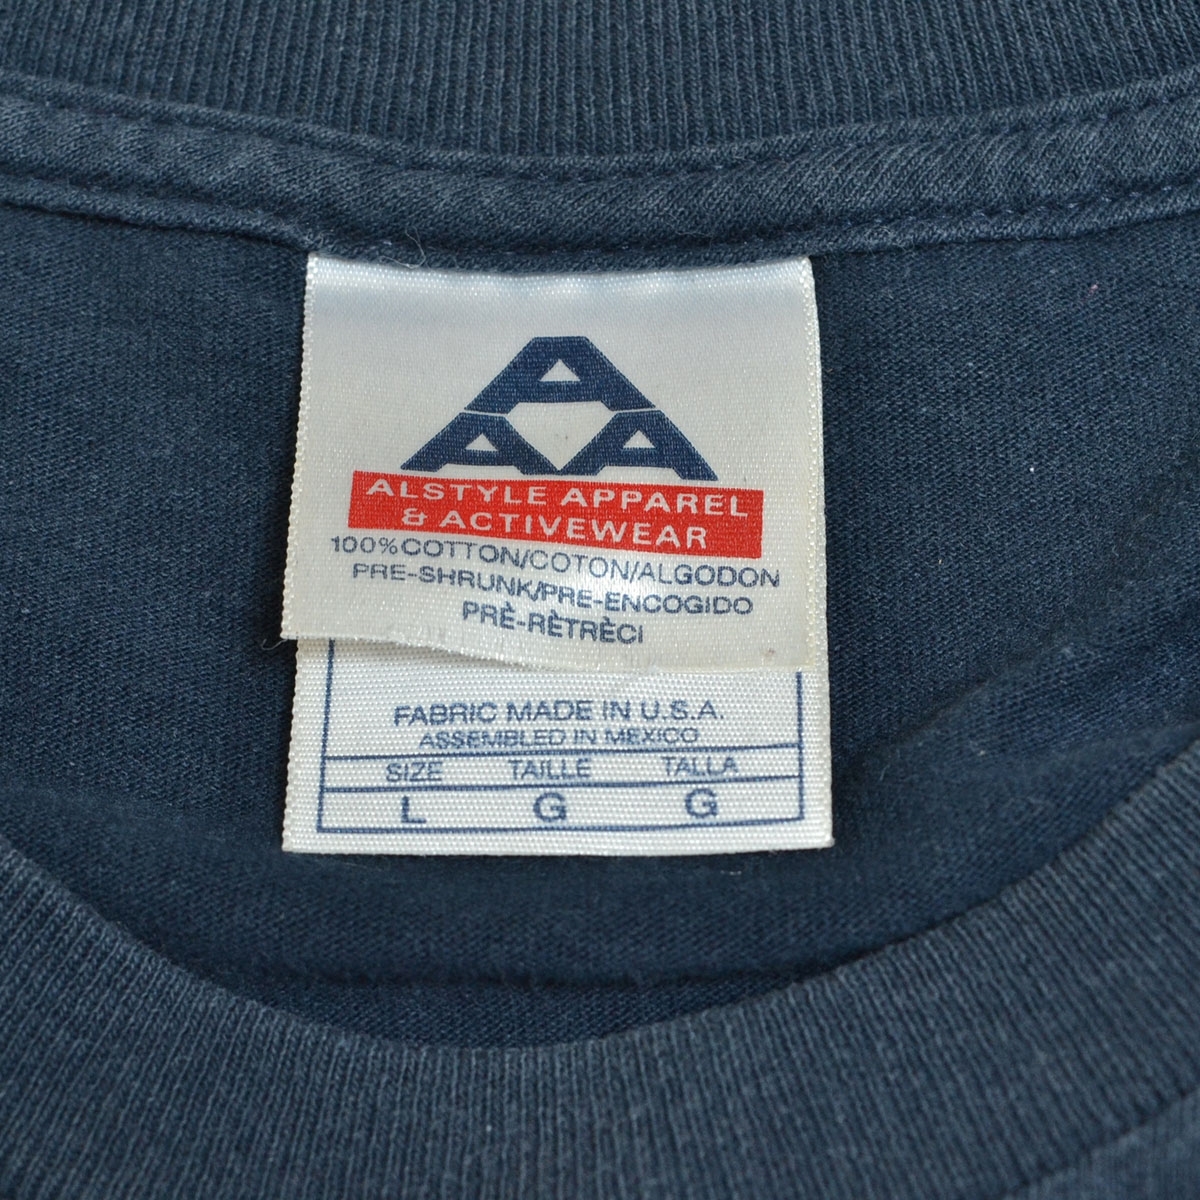 AAA
ALSTYLE APPAREL
& ACTIVEWEAR
100%COTTON/COTON/ALGODON
PRE-SHRUNK/PRE-ENCOGIDO
PRÈ-RÈTRÈCI
FABRIC MADE IN U.S.A.
ASSEMBLED IN MEXICO
SIZE TAILLE TALLA
L G G